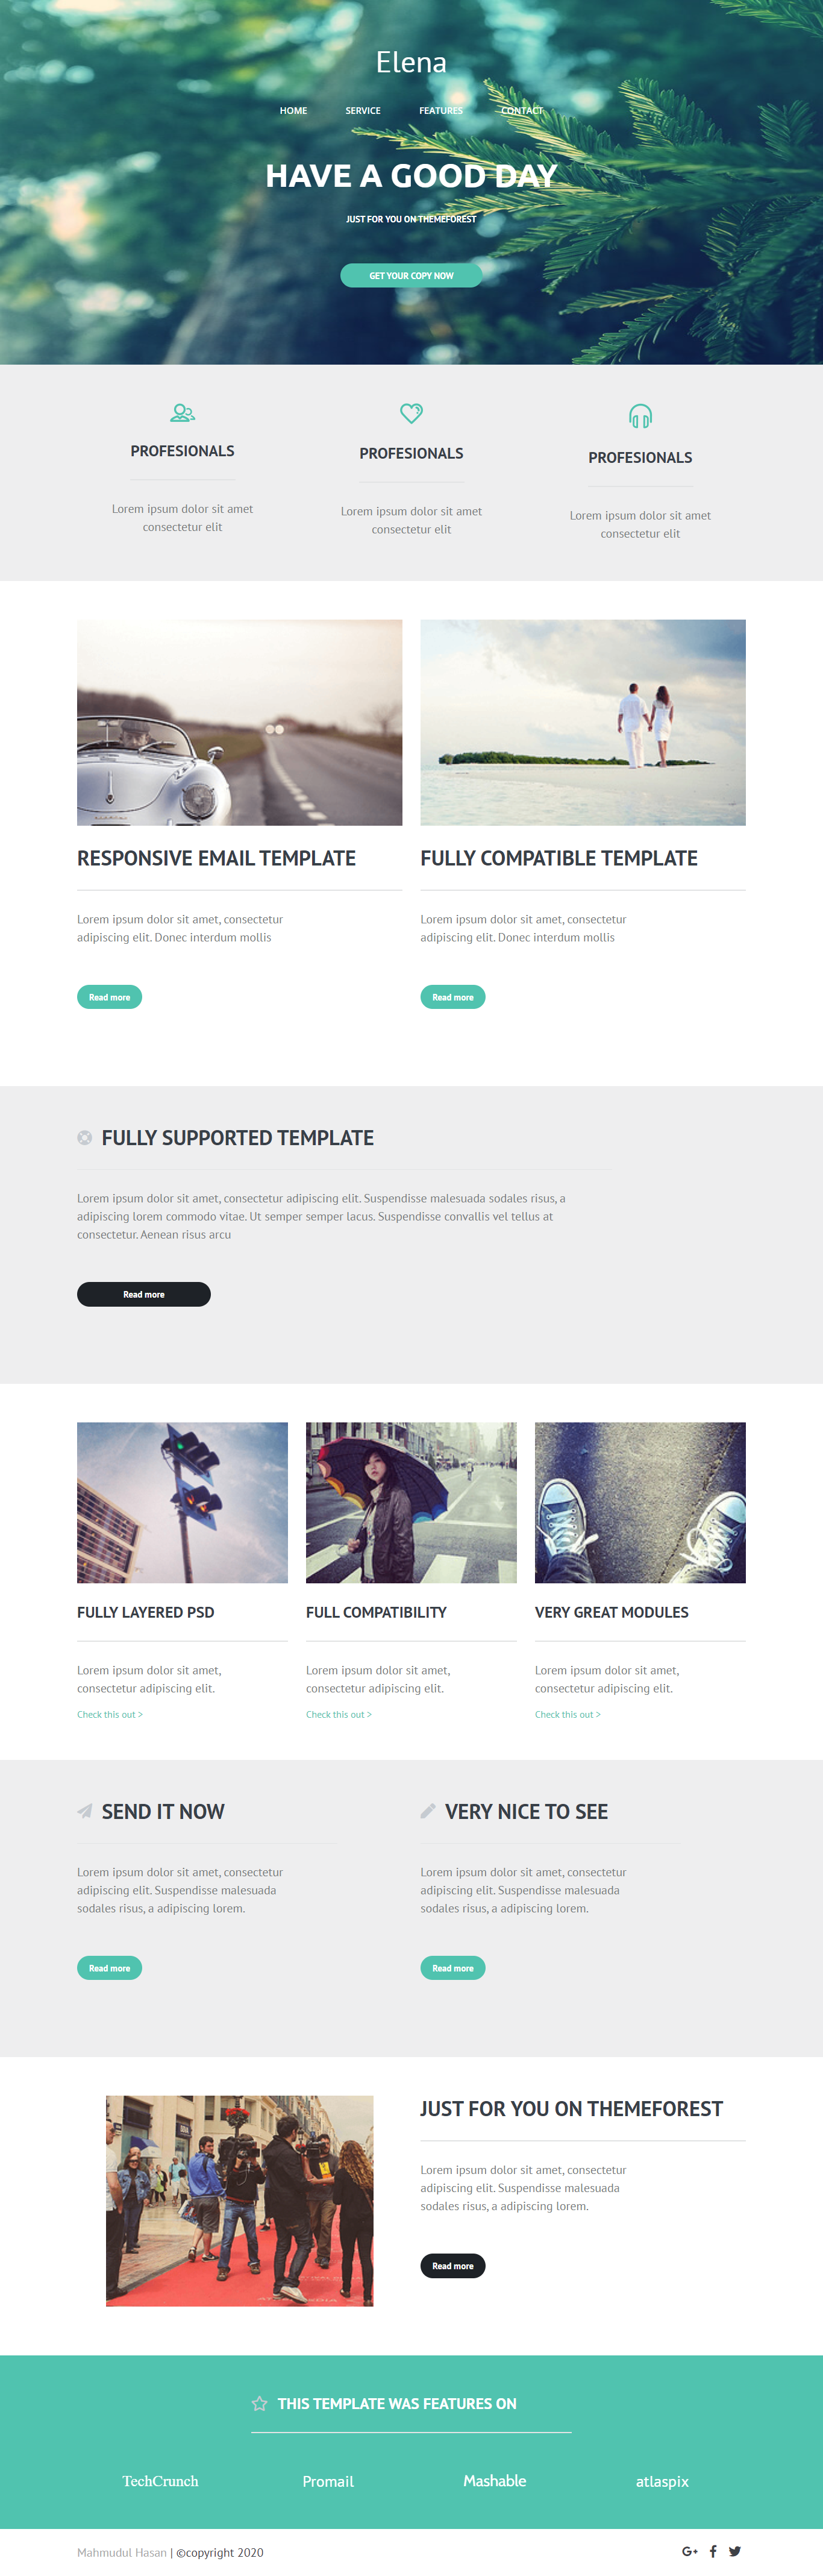 Elena
HOME SERVICE FEATURES CONTACT
HAVE A GOOD DAY
JUST FOR YOU ON THEMEFOREST
GET YOUR COPY NOW
PROFESIONALS
Lorem ipsum dolor sit amet
consectetur elit
PROFESIONALS
Lorem ipsum dolor sit amet
consectetur elit
PROFESIONALS
Lorem ipsum dolor sit amet
consectetur elit
RESPONSIVE EMAIL TEMPLATE
Lorem ipsum dolor sit amet, consectetur
adipiscing elit. Donec interdum mollis
Read more
FULLY COMPATIBLE TEMPLATE
Lorem ipsum dolor sit amet, consectetur
adipiscing elit. Donec interdum mollis
Read more
FULLY SUPPORTED TEMPLATE
Lorem ipsum dolor sit amet, consectetur adipiscing elit. Suspendisse malesuada sodales risus, a
adipiscing lorem commodo vitae. Ut semper semper lacus. Suspendisse convallis vel tellus at
consectetur. Aenean risus arcu
Read more
FULLY LAYERED PSD
Lorem ipsum dolor sit amet,
consectetur adipiscing elit.
Check this out >
FULL COMPATIBILITY
Lorem ipsum dolor sit amet,
consectetur adipiscing elit.
Check this out >
VERY GREAT MODULES
Lorem ipsum dolor sit amet,
consectetur adipiscing elit.
Check this out >
SEND IT NOW
Lorem ipsum dolor sit amet, consectetur
adipiscing elit. Suspendisse malesuada
sodales risus, a adipiscing lorem.
Read more
VERY NICE TO SEE
Lorem ipsum dolor sit amet, consectetur
adipiscing elit. Suspendisse malesuada
sodales risus, a adipiscing lorem.
Read more
JUST FOR YOU ON THEMEFOREST
Lorem ipsum dolor sit amet, consectetur
adipiscing elit. Suspendisse malesuada
sodales risus, a adipiscing lorem.
Read more
THIS TEMPLATE WAS FEATURES ON
TechCrunch Promail Mashable atlaspix
Mahmudul Hasan | ©copyright 2020